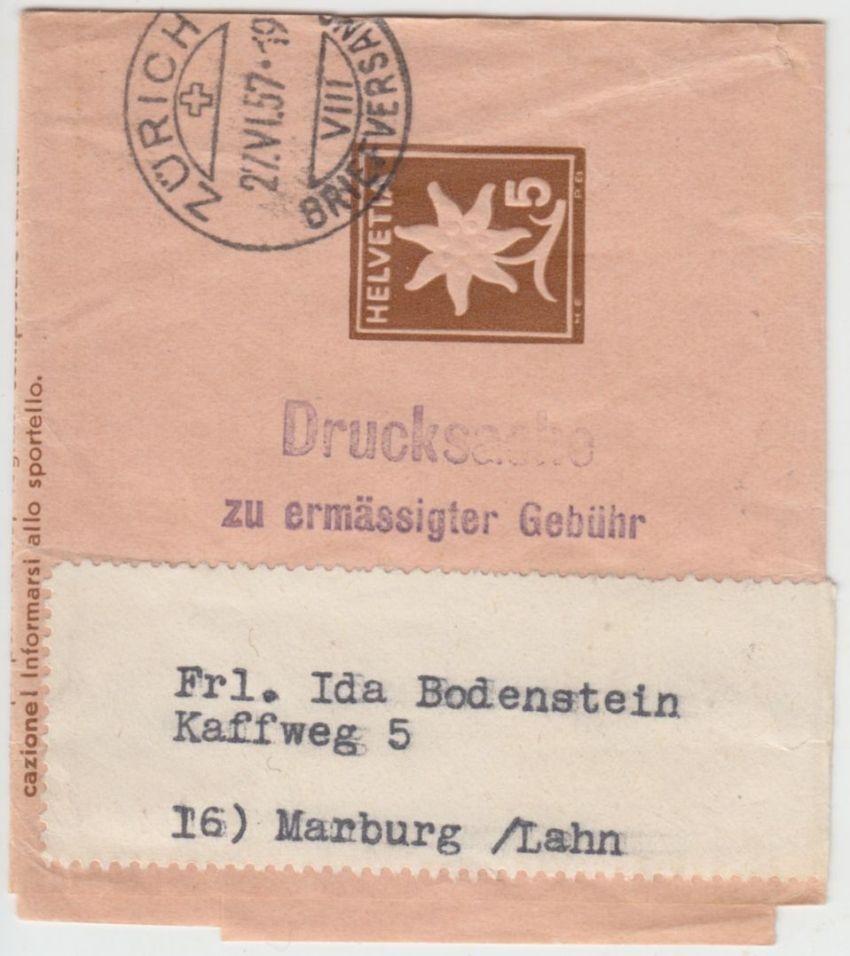 ZÜRICH
27.VI.57·19
VIII
BRIEFVERSAND
HELVETIA
5
Drucksache
zu ermässigter Gebühr
cazione! Informarsi allo sportello.
Frl. Ida Bodenstein
Kaffweg 5
16) Marburg /Lahn